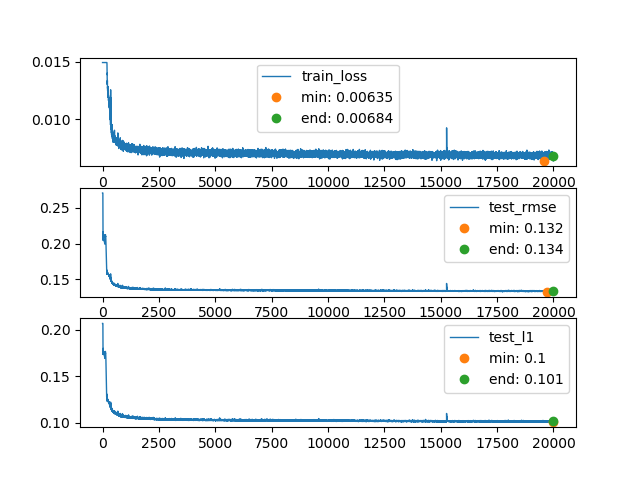 0.015
0.010
train_loss
min: 0.00635
end: 0.00684
0 2500 5000 7500 10000 12500 15000 17500 20000
0.25
0.20
0.15
test_rmse
min: 0.132
end: 0.134
0 2500 5000 7500 10000 12500 15000 17500 20000
0.20
0.15
0.10
test_l1
min: 0.1
end: 0.101
0 2500 5000 7500 10000 12500 15000 17500 20000